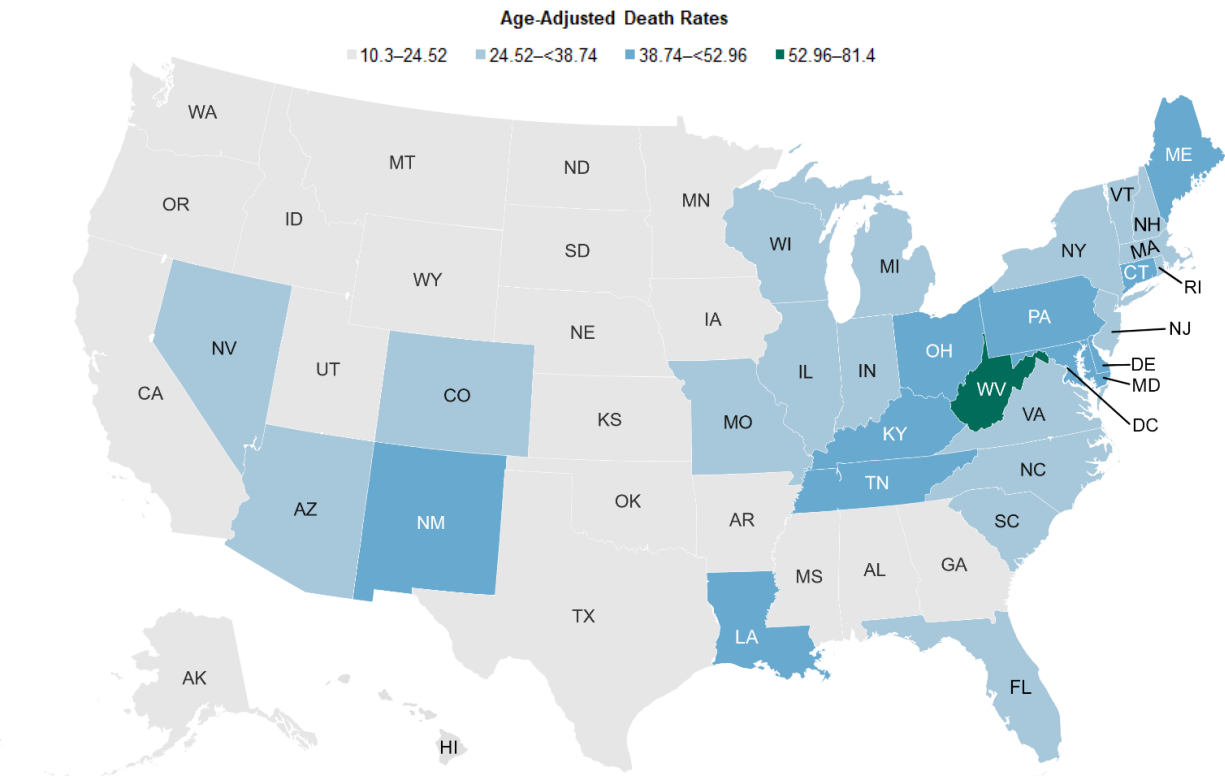 Age-Adjusted Death Rates
10.3–24.52 24.52–<38.74 38.74–<52.96 52.96–81.4
WA
MT
ND
MN
ME
OR
ID
SD
WI
MI
VT
NH
NY
MA
CT
RI
WY
IA
NE
PA
NJ
NV
UT
CO
IL
IN
OH
DE
MD
CA
KS
MO
WV
VA
DC
KY
AZ
NM
OK
AR
TN
NC
SC
MS
AL
GA
TX
LA
AK
FL
HI